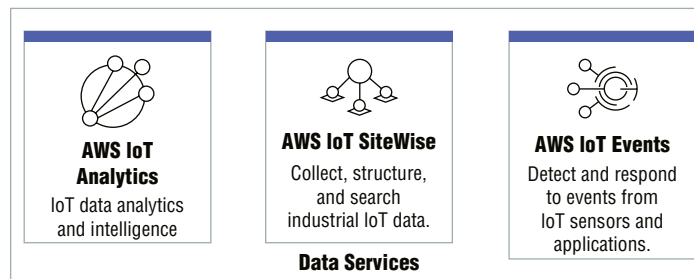 AWS IoT
Analytics
IoT data analytics
and intelligence
AWS IoT SiteWise
Collect, structure,
and search
industrial IoT data.
AWS IoT Events
Detect and respond
to events from
IoT sensors and
applications.
Data Services